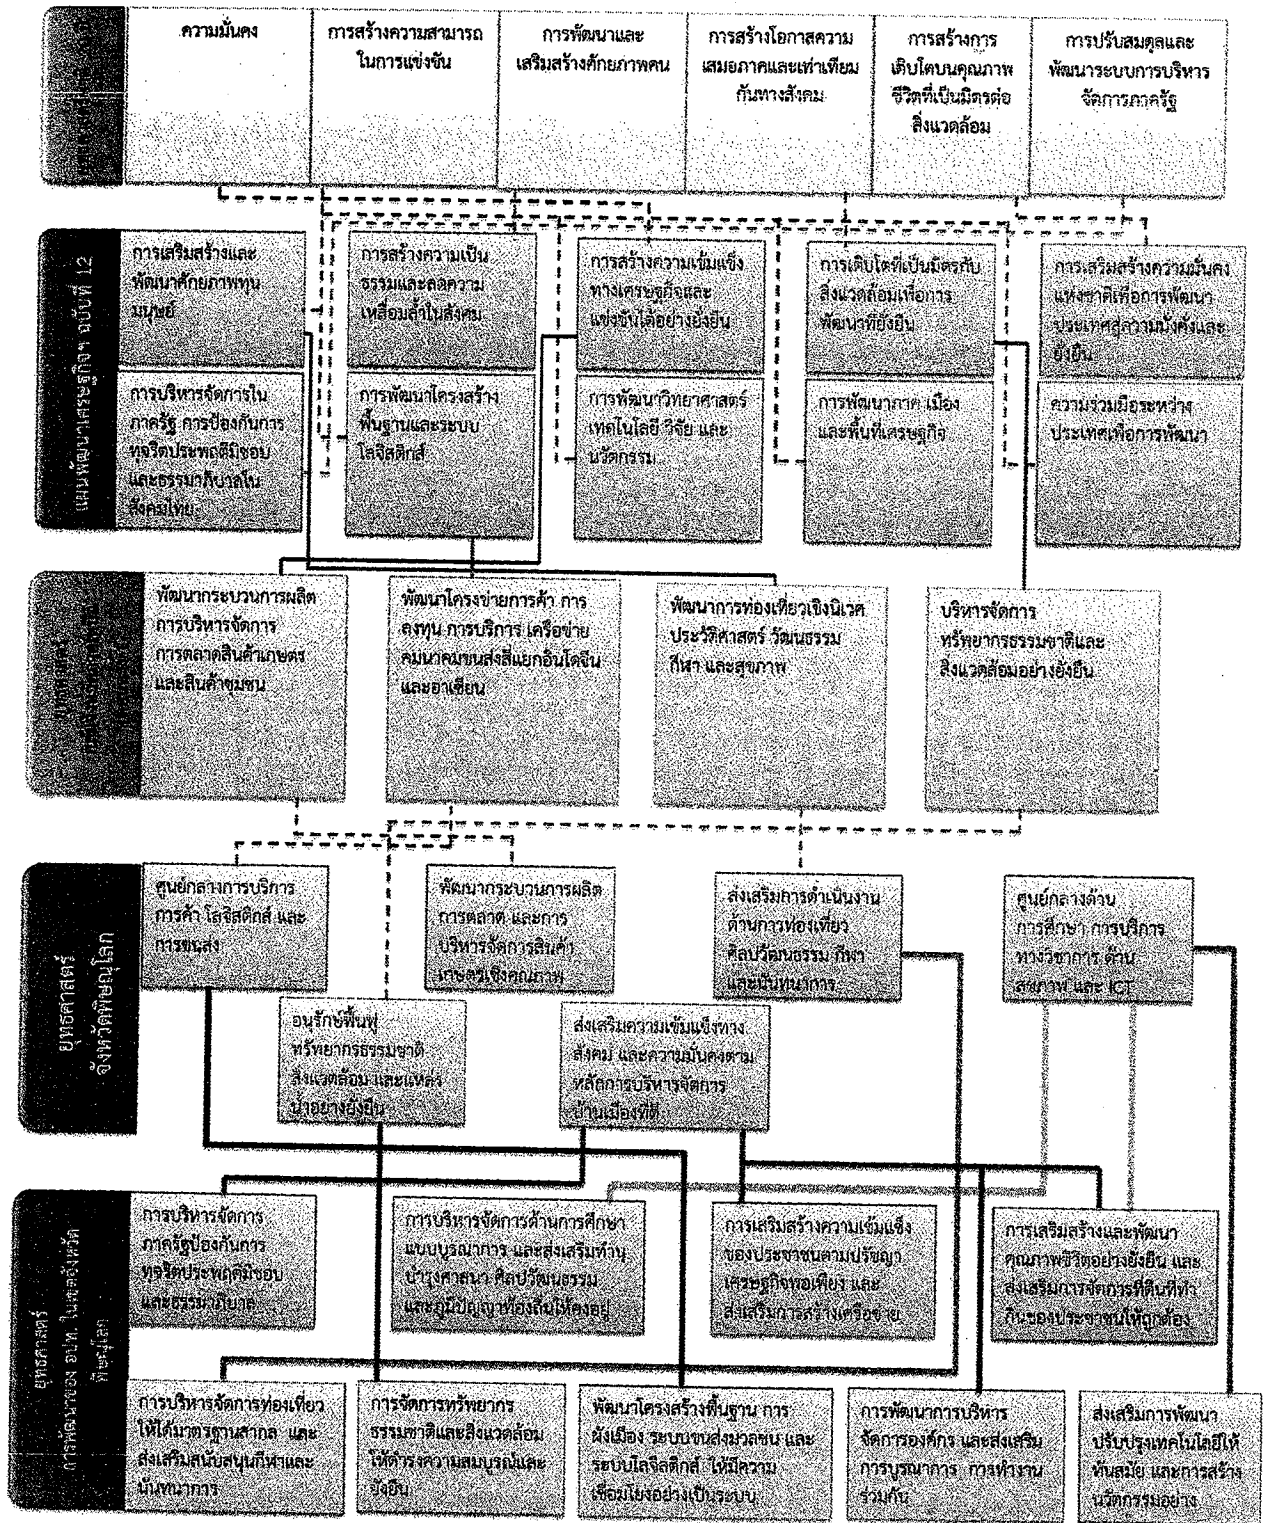 ความมั่นคง
การสร้างความสามารถ
ในการแข่งขัน
การพัฒนาและ
เสริมสร้างศักยภาพคน
การสร้างโอกาสความ
เสมอภาคและเท่าเทียม
กันทางสังคม
การสร้างการ
เติบโตบนคุณภาพ
ชีวิตที่เป็นมิตรต่อ
สิ่งแวดล้อม
การปรับสมดุลและ
พัฒนาระบบการบริหาร
จัดการภาครัฐ
แผนพัฒนาเศรษฐกิจฯ ฉบับที่ 12
การเสริมสร้างและ
พัฒนาศักยภาพทุน
มนุษย์
การสร้างความเป็น
ธรรมและลดความ
เหลื่อมล้ำในสังคม
การสร้างความเข้มแข็ง
ทางเศรษฐกิจและ
แข่งขันได้อย่างยั่งยืน
การเติบโตที่เป็นมิตรกับ
สิ่งแวดล้อมเพื่อการ
พัฒนาที่ยั่งยืน
การเสริมสร้างความมั่นคง
แห่งชาติเพื่อการพัฒนา
ประเทศสู่ความมั่งคั่งและ
ยั่งยืน
การบริหารจัดการใน
ภาครัฐ การป้องกันการ
ทุจริตประพฤติมิชอบ
และธรรมาภิบาลใน
สังคมไทย
การพัฒนาโครงสร้าง
พื้นฐานและระบบ
โลจิสติกส์
การพัฒนาวิทยาศาสตร์
เทคโนโลยี วิจัย และ
นวัตกรรม
การพัฒนาภาค เมือง
และพื้นที่เศรษฐกิจ
ความร่วมมือระหว่าง
ประเทศเพื่อการพัฒนา
ยุทธศาสตร์
พัฒนากระบวนการผลิต
การบริหารจัดการ
การตลาดสินค้าเกษตร
และสินค้าชุมชน
พัฒนาโครงข่ายการค้า การ
ลงทุน การบริการ เครือข่าย
คมนาคมขนส่งสี่แยกอินโดจีน
และอาเซียน
พัฒนาการท่องเที่ยวเชิงนิเวศ
ประวัติศาสตร์ วัฒนธรรม
กีฬา และสุขภาพ
บริหารจัดการ
ทรัพยากรธรรมชาติและ
สิ่งแวดล้อมอย่างยั่งยืน
ยุทธศาสตร์
จังหวัดพิษณุโลก
ศูนย์กลางการบริการ
การค้า โลจิสติกส์ และ
การขนส่ง
พัฒนากระบวนการผลิต
การตลาด และการ
บริหารจัดการสินค้า
เกษตรเชิงคุณภาพ
ส่งเสริมการดำเนินงาน
ด้านการท่องเที่ยว
ศิลปวัฒนธรรม กีฬา
และนันทนาการ
ศูนย์กลางด้าน
การศึกษา การบริการ
ทางวิชาการ ด้าน
สุขภาพ และ ICT
อนุรักษ์ฟื้นฟู
ทรัพยากรธรรมชาติ
สิ่งแวดล้อม และแหล่ง
น้ำอย่างยั่งยืน
ส่งเสริมความเข้มแข็งทาง
สังคม และความมั่นคงตาม
หลักการบริหารจัดการ
บ้านเมืองที่ดี
ยุทธศาสตร์
การพัฒนาของ อปท. ในเขตจังหวัด
พิษณุโลก
การบริหารจัดการ
ภาครัฐป้องกันการ
ทุจริตประพฤติมิชอบ
และธรรมาภิบาล
การบริหารจัดการด้านการศึกษา
แบบบูรณาการ และส่งเสริมทำนุ
บำรุงศาสนา ศิลปวัฒนธรรม
และภูมิปัญญาท้องถิ่นให้คงอยู่
การเสริมสร้างความเข้มแข็ง
ของประชาชนตามปรัชญา
เศรษฐกิจพอเพียง และ
ส่งเสริมการสร้างเครือข่าย
การเสริมสร้างและพัฒนา
คุณภาพชีวิตอย่างยั่งยืน และ
ส่งเสริมการจัดการที่ดินที่ทำ
กินของประชาชนให้ถูกต้อง
การบริหารจัดการท่องเที่ยว
ให้ได้มาตรฐานสากล และ
ส่งเสริมสนับสนุนกีฬาและ
นันทนาการ
การจัดการทรัพยากร
ธรรมชาติและสิ่งแวดล้อม
ให้ดำรงความสมบูรณ์และ
ยั่งยืน
พัฒนาโครงสร้างพื้นฐาน การ
ผังเมือง ระบบขนส่งมวลชน และ
ระบบโลจิสติกส์ ให้มีความ
เชื่อมโยงอย่างเป็นระบบ
การพัฒนาการบริหาร
จัดการองค์กร และส่งเสริม
การบูรณาการ การทำงาน
ร่วมกัน
ส่งเสริมการพัฒนา
ปรับปรุงเทคโนโลยีให้
ทันสมัย และการสร้าง
นวัตกรรมอย่าง